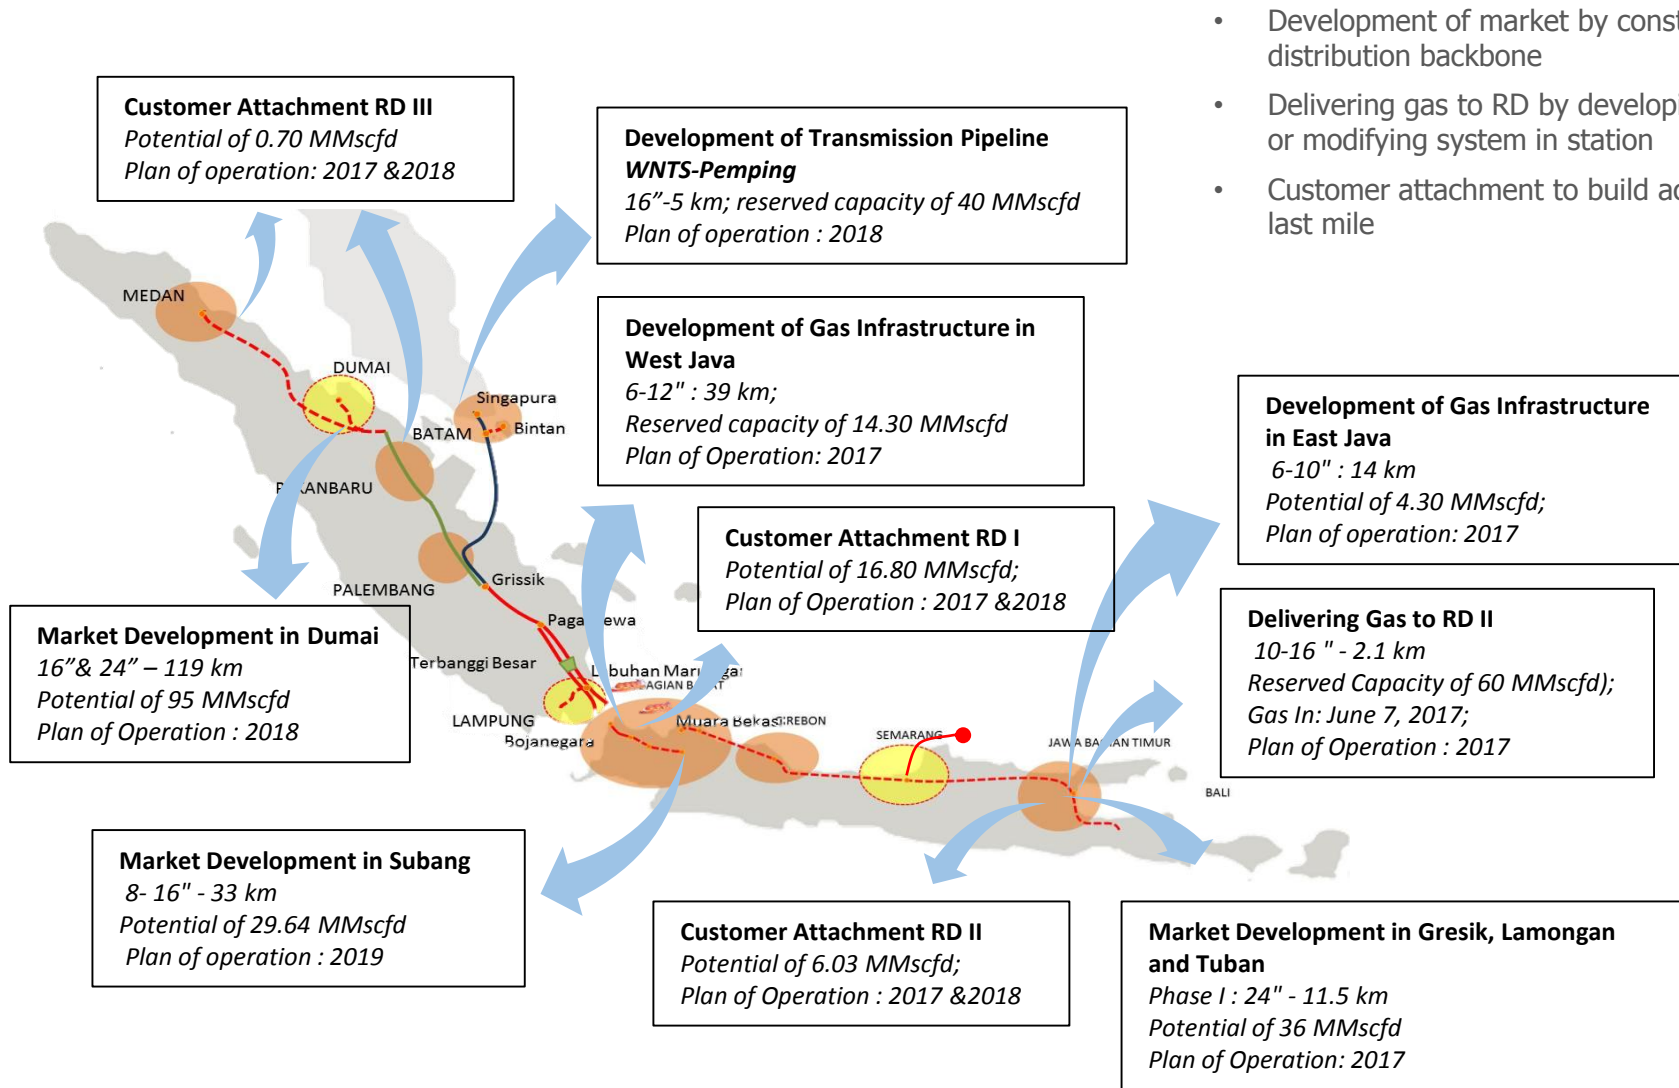 • Development of market by const
distribution backbone
• Delivering gas to RD by developi
or modifying system in station
• Customer attachment to build ac
last mile
Customer Attachment RD III
Potential of 0.70 MMscfd
Plan of operation: 2017 &2018
Development of Transmission Pipeline
WNTS-Pemping
16”-5 km; reserved capacity of 40 MMscfd
Plan of operation : 2018
Development of Gas Infrastructure in
West Java
6-12" : 39 km;
Reserved capacity of 14.30 MMscfd
Plan of Operation: 2017
Development of Gas Infrastructure
in East Java
6-10" : 14 km
Potential of 4.30 MMscfd;
Plan of operation: 2017
Customer Attachment RD I
Potential of 16.80 MMscfd;
Plan of Operation : 2017 &2018
Delivering Gas to RD II
10-16 " - 2.1 km
Reserved Capacity of 60 MMscfd);
Gas In: June 7, 2017;
Plan of Operation : 2017
Market Development in Dumai
16”& 24” – 119 km
Potential of 95 MMscfd
Plan of Operation : 2018
Market Development in Subang
8- 16" - 33 km
Potential of 29.64 MMscfd
Plan of operation : 2019
Customer Attachment RD II
Potential of 6.03 MMscfd;
Plan of Operation : 2017 &2018
Market Development in Gresik, Lamongan
and Tuban
Phase I : 24" - 11.5 km
Potential of 36 MMscfd
Plan of Operation: 2017
MEDAN
DUMAI
Singapura
BATAM
Bintan
PALEMBANG
Grissik
Terbanggi Besar
LAMPUNG
Bojanegara
Muara Bekasi
SEMARANG
JAWA BAGIAN TIMUR
BALI